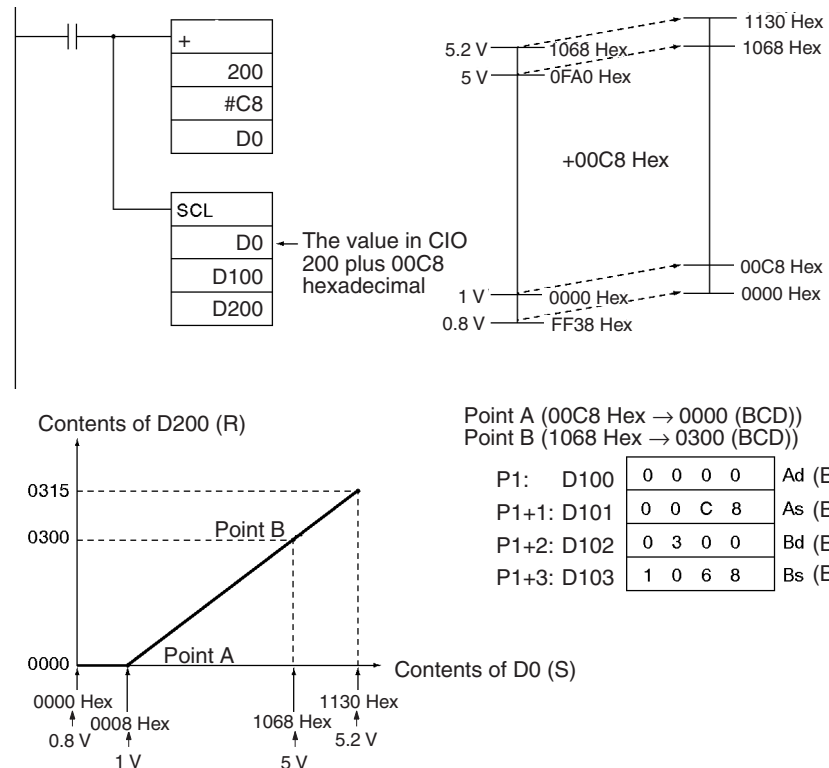 +
200
#C8
D0
SCL
D0
D100
D200
The value in CIO
200 plus 00C8
hexadecimal
5.2 V
1068 Hex
5 V
0FA0 Hex
1130 Hex
1068 Hex
+00C8 Hex
1 V
0000 Hex
0.8 V
FF38 Hex
00C8 Hex
0000 Hex
Contents of D200 (R)
0315
0300
Point B
0000
Point A
Contents of D0 (S)
0000 Hex
0008 Hex
1068 Hex
1130 Hex
0.8 V
1 V
5 V
5.2 V
Point A (00C8 Hex → 0000 (BCD))
Point B (1068 Hex → 0300 (BCD))
P1: D100 0 0 0 0 Ad (
P1+1: D101 0 0 C 8 As (
P1+2: D102 0 3 0 0 Bd (
P1+3: D103 1 0 6 8 Bs (